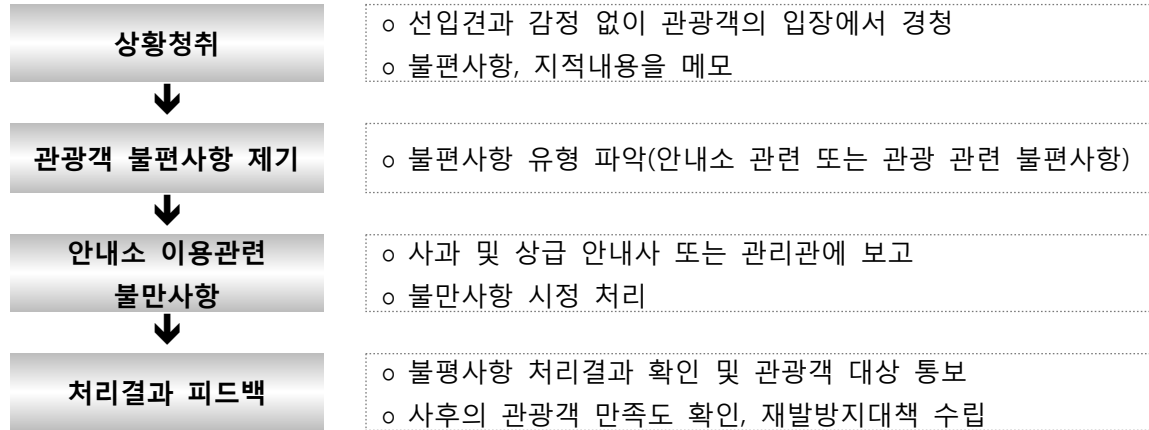 상황청취
o 선입견과 감정 없이 관광객의 입장에서 경청
o 불편사항, 지적내용을 메모
관광객 불편사항 제기
o 불편사항 유형 파악(안내소 관련 또는 관광 관련 불편사항)
안내소 이용관련
불만사항
o 사과 및 상급 안내사 또는 관리관에 보고
o 불만사항 시정 처리
처리결과 피드백
o 불평사항 처리결과 확인 및 관광객 대상 통보
o 사후의 관광객 만족도 확인, 재발방지대책 수립